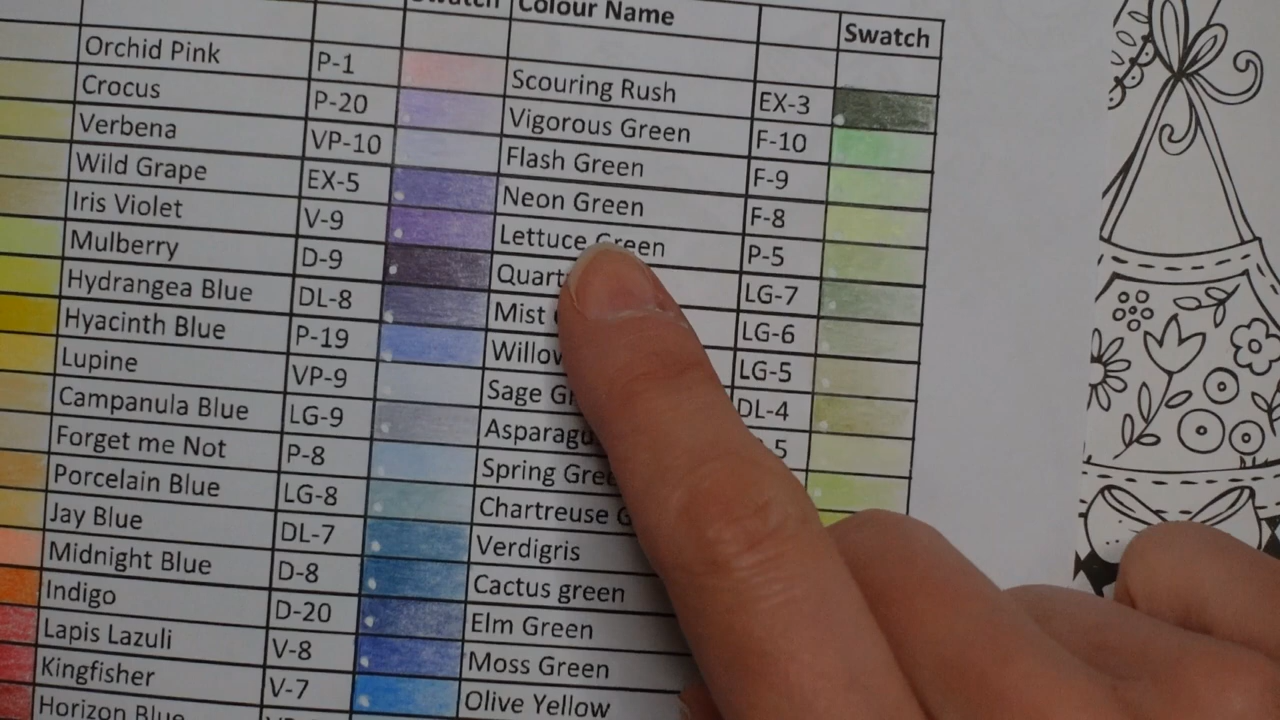 Swatch Colour Name Swatch
Orchid Pink P-1 Scouring Rush EX-3
Crocus P-20 Vigorous Green F-10
Verbena VP-10 Flash Green F-9
Wild Grape EX-5 Neon Green F-8
Iris Violet V-9 Lettuce Green P-5
Mulberry D-9 LG-7
Hydrangea Blue DL-8 Mist LG-6
Hyacinth Blue P-19 Willow LG-5
Lupine VP-9 Sage DL-4
Campanula Blue LG-9
Forget me Not P-8 Spring
Porcelain Blue LG-8 Chartreuse
Jay Blue DL-7 Verdigris
Midnight Blue D-8 Cactus green
Indigo D-20 Elm Green
Lapis Lazuli V-8 Moss Green
Kingfisher V-7 Olive Yellow
Horizon Blue